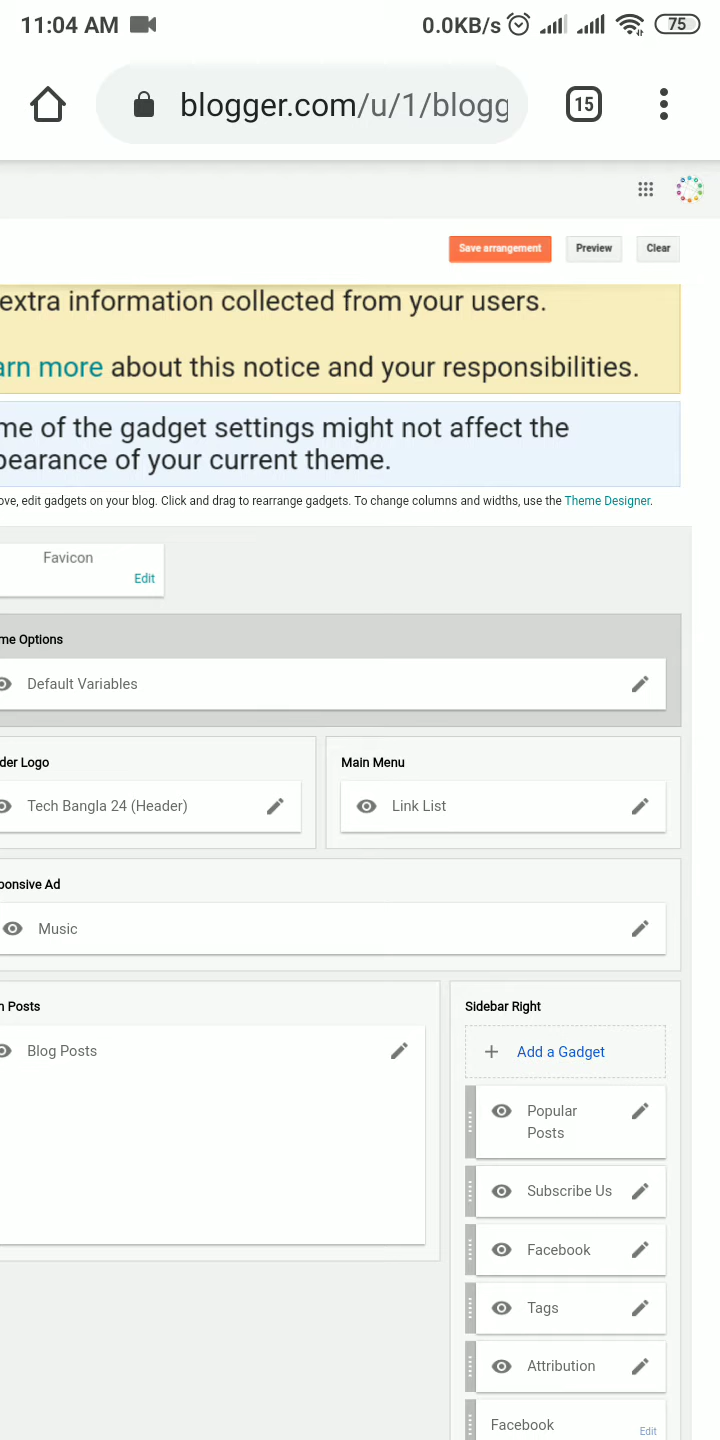 11:04 AM
0.0KB/s
75
blogger.com/u/1/blogg
15
Save arrangement
Preview
Clear
extra information collected from your users.
arn more about this notice and your responsibilities.
me of the gadget settings might not affect the
pearance of your current theme.
ove, edit gadgets on your blog. Click and drag to rearrange gadgets. To change columns and widths, use the Theme Designer.
Favicon
Edit
me Options
Default Variables
der Logo
Main Menu
Tech Bangla 24 (Header)
Link List
ponsive Ad
Music
n Posts
Sidebar Right
Blog Posts
Add a Gadget
Popular
Posts
Subscribe Us
Facebook
Tags
Attribution
Facebook
Edit